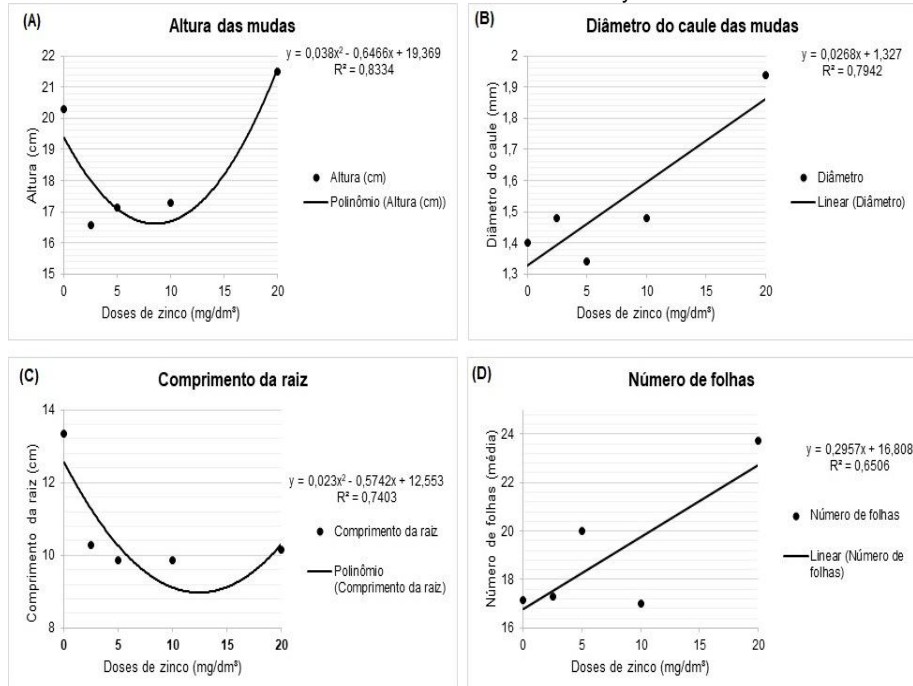 (A)
Altura das mudas
y = 0,038x² - 0,6466x + 19,369
R² = 0,8334
Altura (cm)
22
21
20
19
18
17
16
15
0
5
10
15
20
Doses de zinco (mg/dm³)
Altura (cm)
Polinômio (Altura (cm))
(B)
Diâmetro do caule das mudas
y = 0,0268x + 1,327
R² = 0,7942
Diâmetro do caule (mm)
2
1,9
1,8
1,7
1,6
1,5
1,4
1,3
0
5
10
15
20
Doses de zinco (mg/dm³)
Diâmetro
Linear (Diâmetro)
(C)
Comprimento da raiz
y = 0,023x² - 0,5742x + 12,553
R² = 0,7403
Comprimento da raiz (cm)
14
12
10
8
0
5
10
15
20
Doses de zinco (mg/dm³)
Comprimento da raiz
Polinômio
(Comprimento da raiz)
(D)
Número de folhas
y = 0,2957x + 16,808
R² = 0,6506
Número de folhas (média)
24
22
20
18
16
0
5
10
15
20
Doses de zinco (mg/dm³)
Número de folhas
Linear (Número de
folhas)